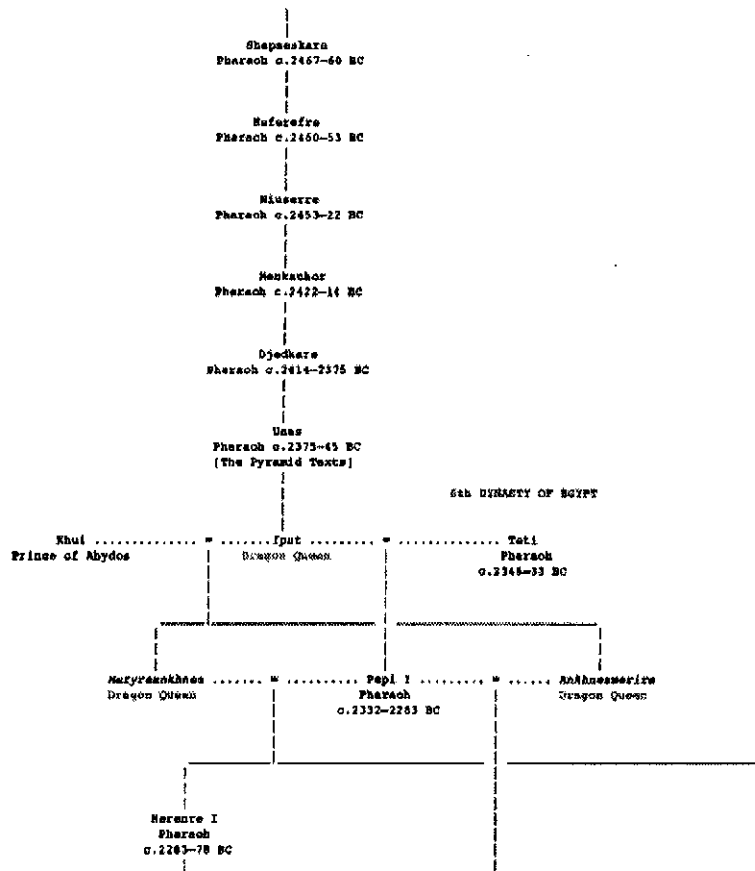 Shepseskara
Pharaoh c.2467-60 BC
Neferefre
Pharaoh c.2460-53 BC
Niuserre
Pharaoh c.2453-22 BC
Menkauhor
Pharaoh c.2422-14 BC
Djedkare
Pharaoh c.2414-2375 BC
Unas
Pharaoh c.2375-45 BC
[The Pyramid Texts]
6th DYNASTY OF EGYPT
Khui = Iput = Teti
Prince of Abydos Dragon Queen Pharaoh
c.2345-33 BC
= Pepi I = Ankhnesmerire
Dragon Queen Pharaoh Dragon Queen
c.2332-2283 BC
Merenre I
Pharaoh
c.2283-78 BC